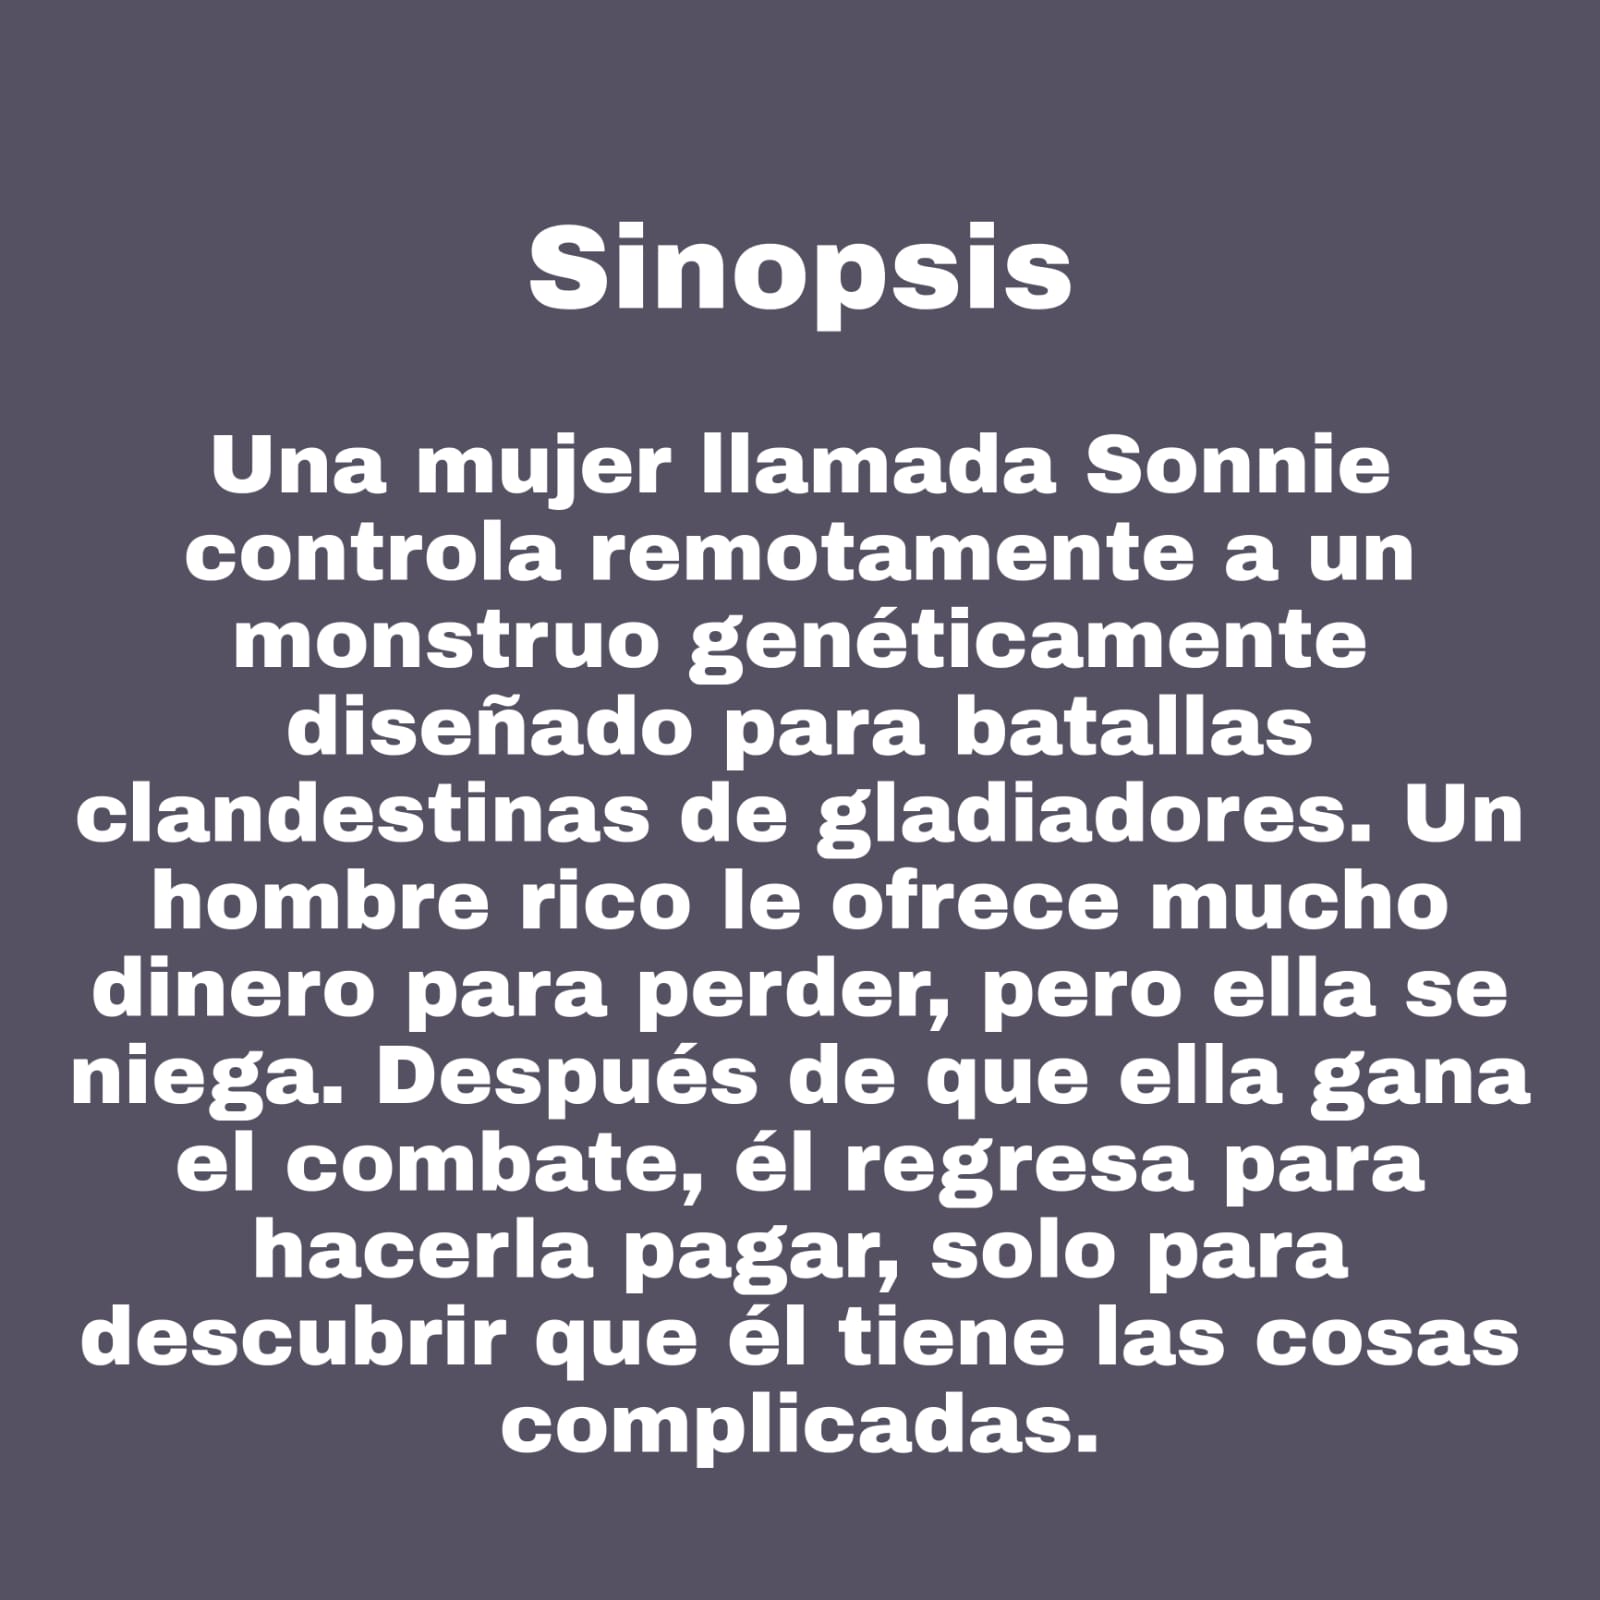 Sinopsis
Una mujer llamada Sonnie
controla remotamente a un
monstruo genéticamente
diseñado para batallas
clandestinas de gladiadores. Un
hombre rico le ofrece mucho
dinero para perder, pero ella se
niega. Después de que ella gana
el combate, él regresa para
hacerla pagar, solo para
descubrir que él tiene las cosas
complicadas.